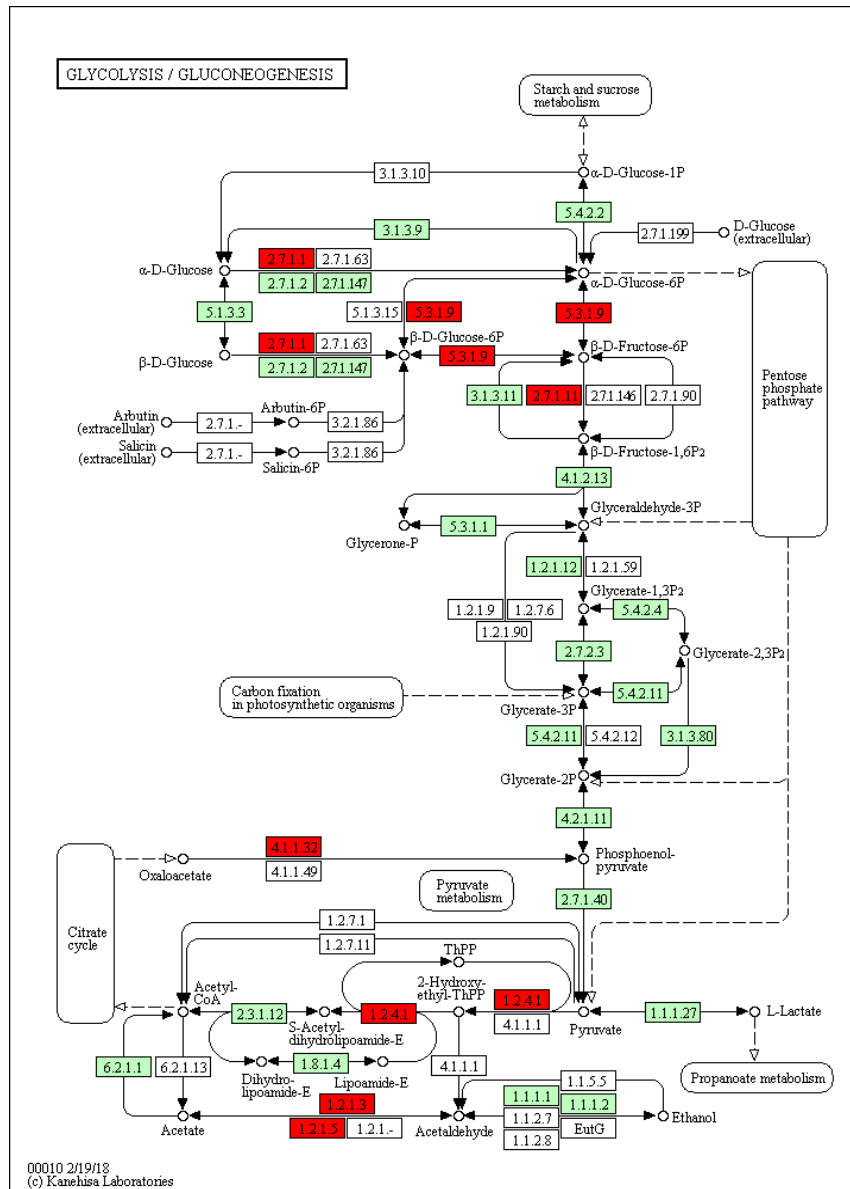 GLYCOLYSIS / GLUCONEOGENESIS
Starch and sucrose
metabolism
3.1.3.10
α-D-Glucose-1P
5.4.2.2
3.1.3.9
2.7.1.199
D-Glucose
(extracellular)
2.7.1.1
2.7.1.63
α-D-Glucose
2.7.1.2
2.7.1.147
α-D-Glucose-6P
5.1.3.3
5.1.3.15
5.3.1.9
5.3.1.9
2.7.1.1
2.7.1.63
β-D-Glucose-6P
β-D-Fructose-6P
β-D-Glucose
2.7.1.2
2.7.1.147
5.3.1.9
Pentose
phosphate
pathway
3.1.3.11
2.7.1.11
2.7.1.146
2.7.1.90
Arbutin
(extracellular)
2.7.1.-
Arbutin-6P
3.2.1.86
Salicin
(extracellular)
2.7.1.-
Salicin-6P
3.2.1.86
β-D-Fructose-1,6P2
4.1.2.13
Glyceraldehyde-3P
Glycerone-P
5.3.1.1
1.2.1.12
1.2.1.59
Glycerate-1,3P2
1.2.1.9
1.2.7.6
1.2.1.90
5.4.2.4
2.7.2.3
Glycerate-2,3P2
Carbon fixation
in photosynthetic organisms
5.4.2.11
Glycerate-3P
5.4.2.11
5.4.2.12
3.1.3.80
Glycerate-2P
4.2.1.11
4.1.1.32
Oxaloacetate
4.1.1.49
Phosphoenol-
pyruvate
Pyruvate
metabolism
2.7.1.40
Citrate
cycle
1.2.7.1
1.2.7.11
ThPP
Acetyl-
CoA
2-Hydroxy-
ethyl-ThPP
2.3.1.12
S-Acetyl-
dihydrolipoamide-E
1.2.4.1
1.2.4.1
4.1.1.1
Pyruvate
1.1.1.27
L-Lactate
6.2.1.1
6.2.1.13
1.8.1.4
Dihydro-
lipoamide-E
Lipoamide-E
4.1.1.1
Propanoate metabolism
1.2.1.3
1.1.1.1
1.1.5.5
1.1.1.2
1.1.2.7
Acetate
1.2.1.5
1.2.1.-
Acetaldehyde
1.1.2.8
EutG
Ethanol
00010 2/19/18
(c) Kanehisa Laboratories